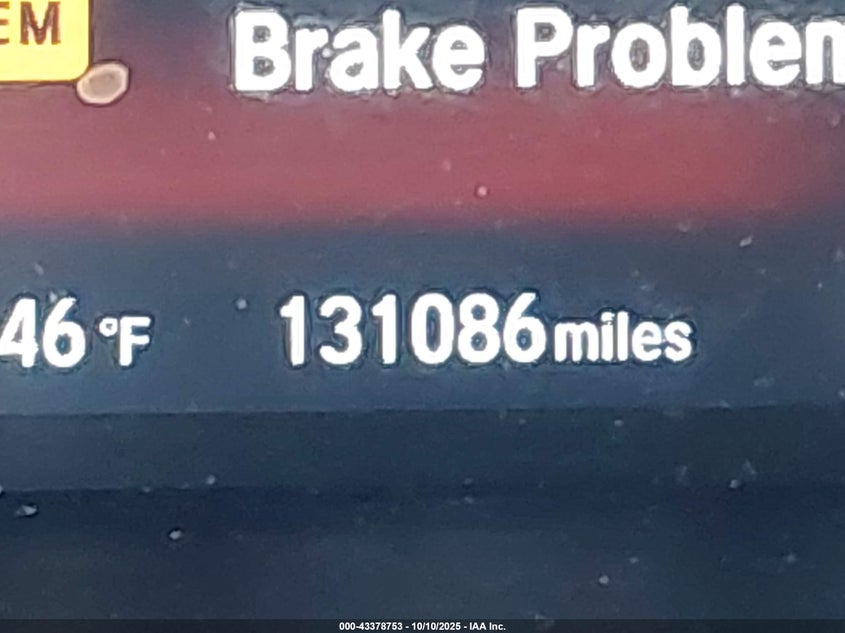 EM
Brake Problem
46 °F 131086 miles
000-43378753 - 10/10/2025 - IAA Inc.